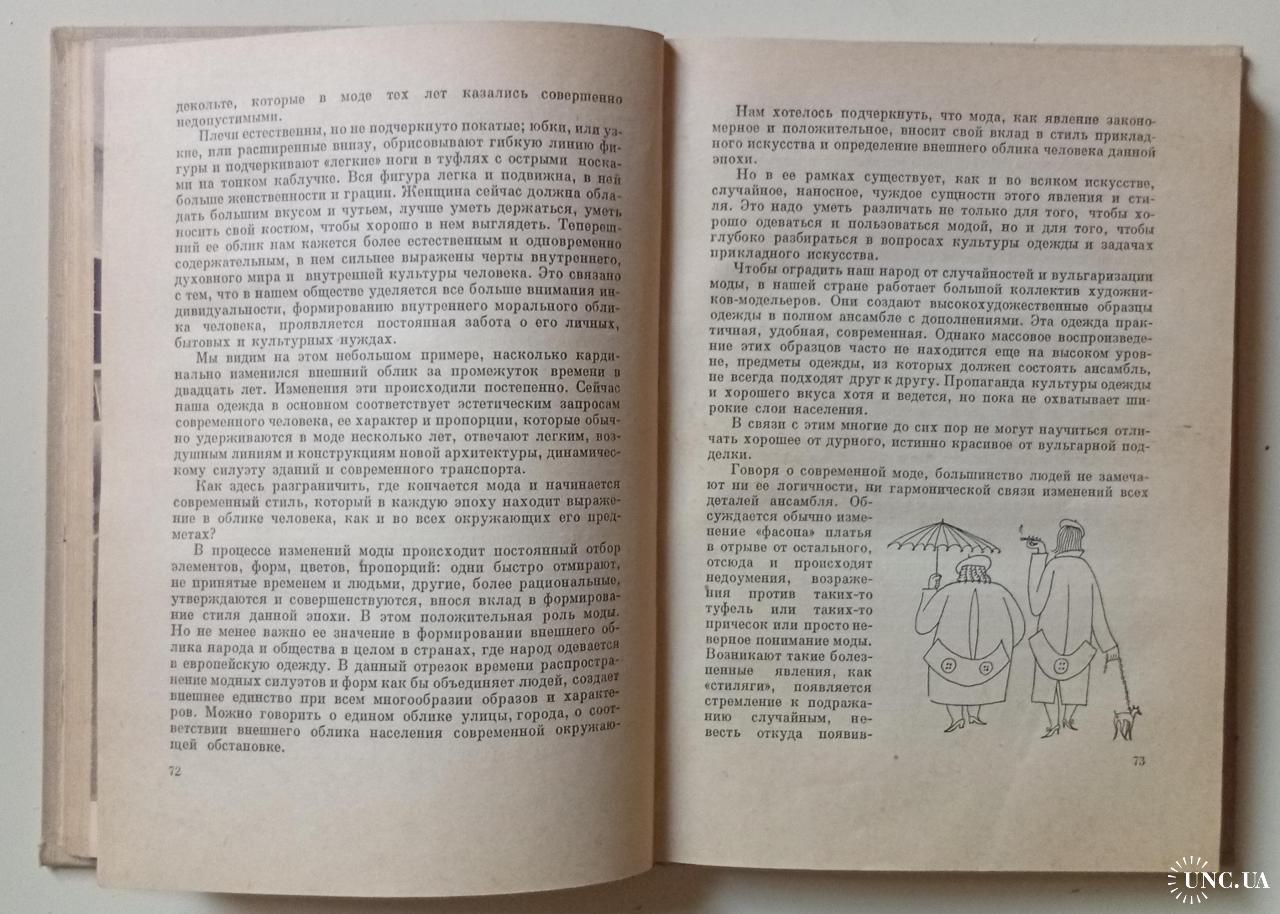 декольте, которые в моде тех лет казались совершенно
недопустимыми.
Плечи естественны, но не подчеркнуто покатые; юбки, или уз-
кие, или расширенные внизу, обрисовывают гибкую линию фи-
гуры и подчеркивают «легкие» ноги в туфлях с острыми носка-
ми на тонком каблучке. Вся фигура легка и подвижна, в ней
больше женственности и грации. Женщина сейчас должна обла-
дать большим вкусом и чутьем, лучше уметь держаться, уметь
носить свой костюм, чтобы хорошо в нем выглядеть. Тепереш-
ний ее облик нам кажется более естественным и одновременно
содержательным, в нем сильнее выражены черты внутреннего,
духовного мира и внутренней культуры человека. Это связано
с тем, что в нашем обществе уделяется все больше внимания ин-
дивидуальности, формированию внутреннего морального обли-
ка человека, проявляется постоянная забота о его личных,
бытовых и культурных нуждах.
Мы видим на этом небольшом примере, насколько карди-
нально изменился внешний облик за промежуток времени в
двадцать лет. Изменения эти происходили постепенно. Сейчас
наша одежда в основном соответствует эстетическим запросам
современного человека, ее характер и пропорции, которые обыч-
но удерживаются в моде несколько лет, отвечают легким, воз-
душным линиям и конструкциям новой архитектуры, динамичес-
кому силуэту зданий и современного транспорта.
Как здесь разграничить, где кончается мода и начинается
современный стиль, который в каждую эпоху находит выраже-
ние в облике человека, как и во всех окружающих его пред-
метах?
В процессе изменений моды происходит постоянный отбор
элементов, форм, цветов, пропорций: одни быстро отмирают,
не принятые временем и людьми, другие, более рациональные,
утверждаются и совершенствуются, внося вклад в формирова-
ние стиля данной эпохи. В этом положительная роль моды.
Но не менее важно ее значение в формировании внешнего об-
лика народа и общества в целом в странах, где народ одевается
в европейскую одежду. В данный отрезок времени распростра-
нение модных силуэтов и форм как бы объединяет людей, создает
внешнее единство при всем многообразии образов и характе-
ров. Можно говорить о едином облике улицы, города, о соот-
ветствии внешнего облика населения современной окружаю-
щей обстановке.
72
Нам хотелось подчеркнуть, что мода, как явление законо-
мерное и положительное, вносит свой вклад в стиль приклад-
ного искусства и определение внешнего облика человека данной
эпохи.
Но в ее рамках существует, как и во всяком искусстве,
случайное, наносное, чуждое сущности этого явления и сти-
ля. Это надо уметь различать не только для того, чтобы хо-
рошо одеваться и пользоваться модой, но и для того, чтобы
глубоко разбираться в вопросах культуры одежды и задачах
прикладного искусства.
Чтобы оградить наш народ от случайностей и вульгаризации
моды, в нашей стране работает большой коллектив художни-
ков-модельеров. Они создают высокохудожественные образцы
одежды в полном ансамбле с дополнениями. Эта одежда прак-
тичная, удобная, современная. Однако массовое воспроизведе-
ние этих образцов часто не находится еще на высоком уров-
не, предметы одежды, из которых должен состоять ансамбль,
не всегда подходят друг к другу. Пропаганда культуры одежды
и хорошего вкуса хотя и ведется, но пока не охватывает ши-
рокие слои населения.
В связи с этим многие до сих пор не могут научиться отли-
чать хорошее от дурного, истинно красивое от вульгарной под-
делки.
Говоря о современной моде, большинство людей не замеча-
ют ни ее логичности, ни гармонической связи изменений всех
деталей ансамбля. Об-
суждается обычно изме-
нение «фасона» платья
в отрыве от остального,
отсюда и происходят
недоумения, возраже-
ния против таких-то
туфель или таких-то
причесок или просто не-
верное понимание моды.
Возникают такие болез-
ненные явления, как
«стиляги», появляется
стремление к подража-
нию случайным, не-
весть откуда появив-
73
UNC.UA